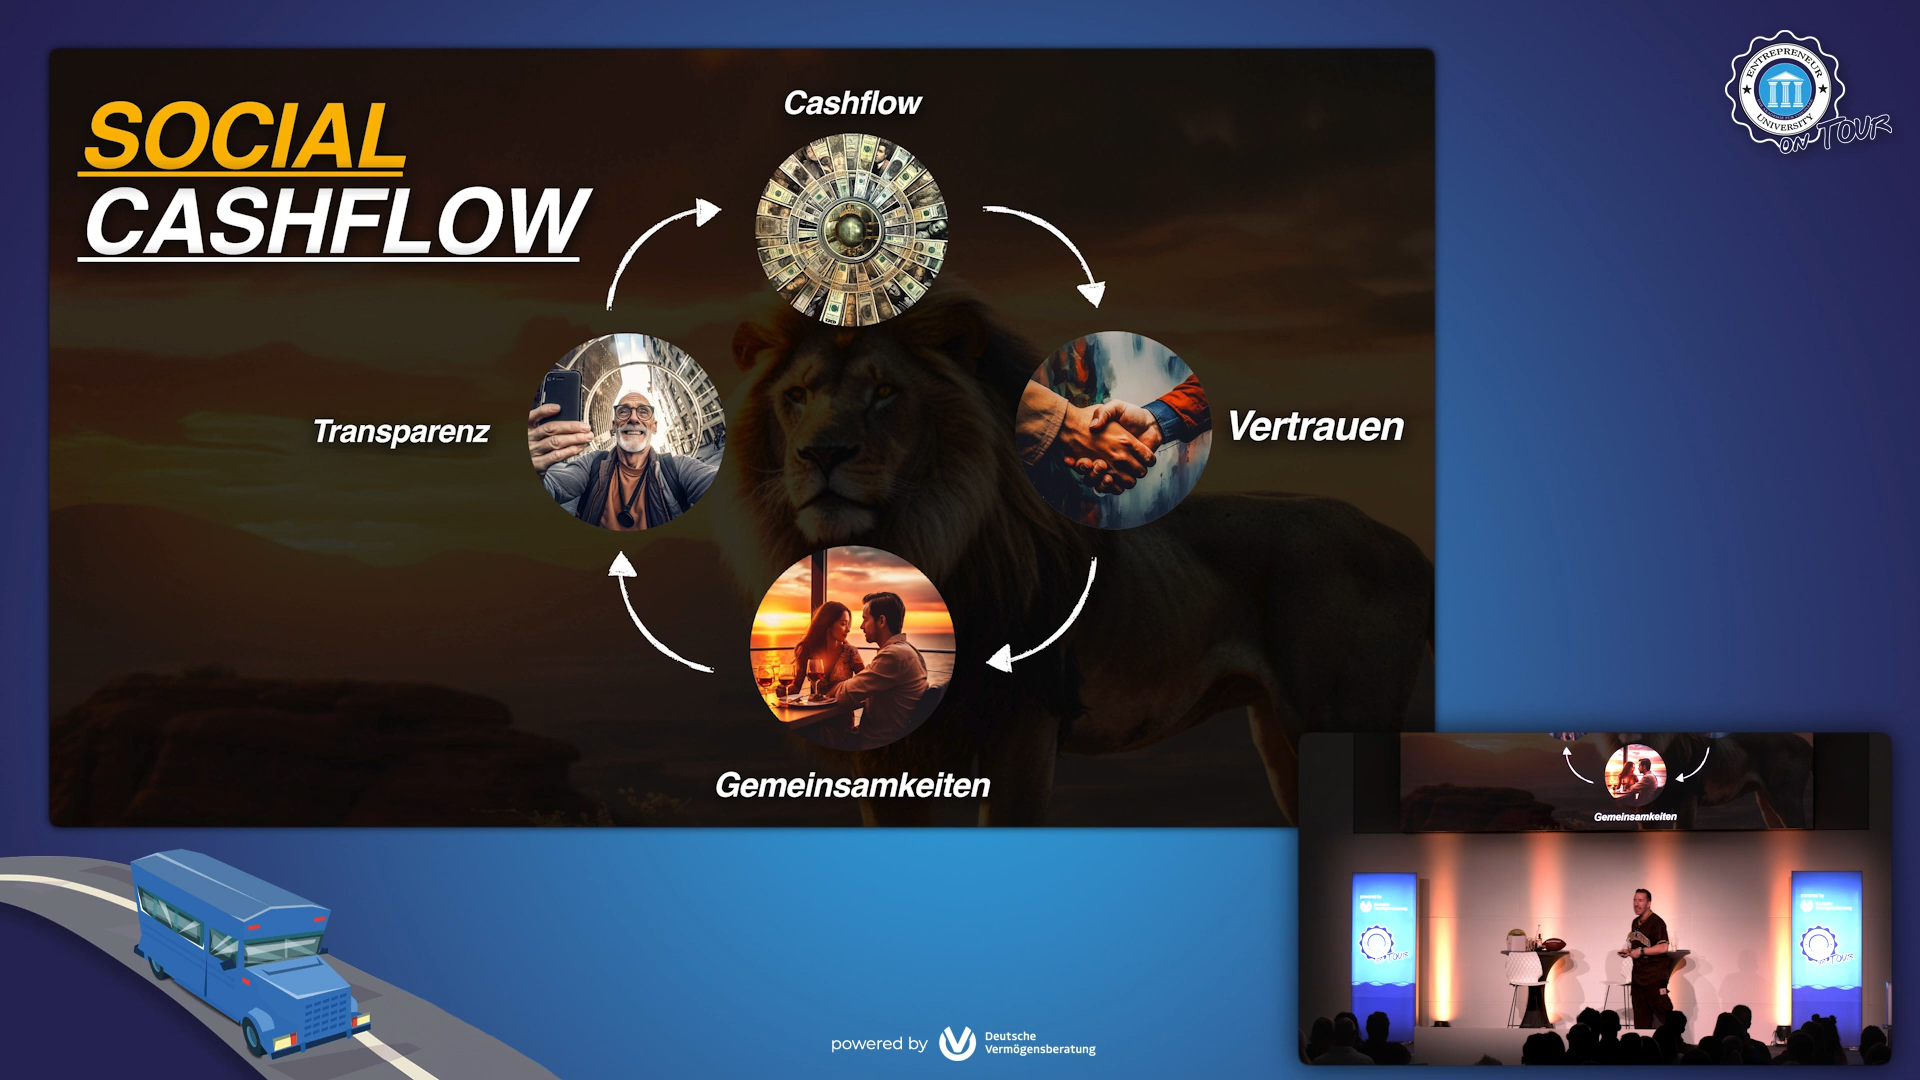 SOCIAL
CASHFLOW
Cashflow
Transparenz
Vertrauen
Gemeinsamkeiten
ENTREPRENEUR
UNIVERSITY
ON TOUR
Gemeinsamkeiten
powered by
Deutsche
Vermögensberatung